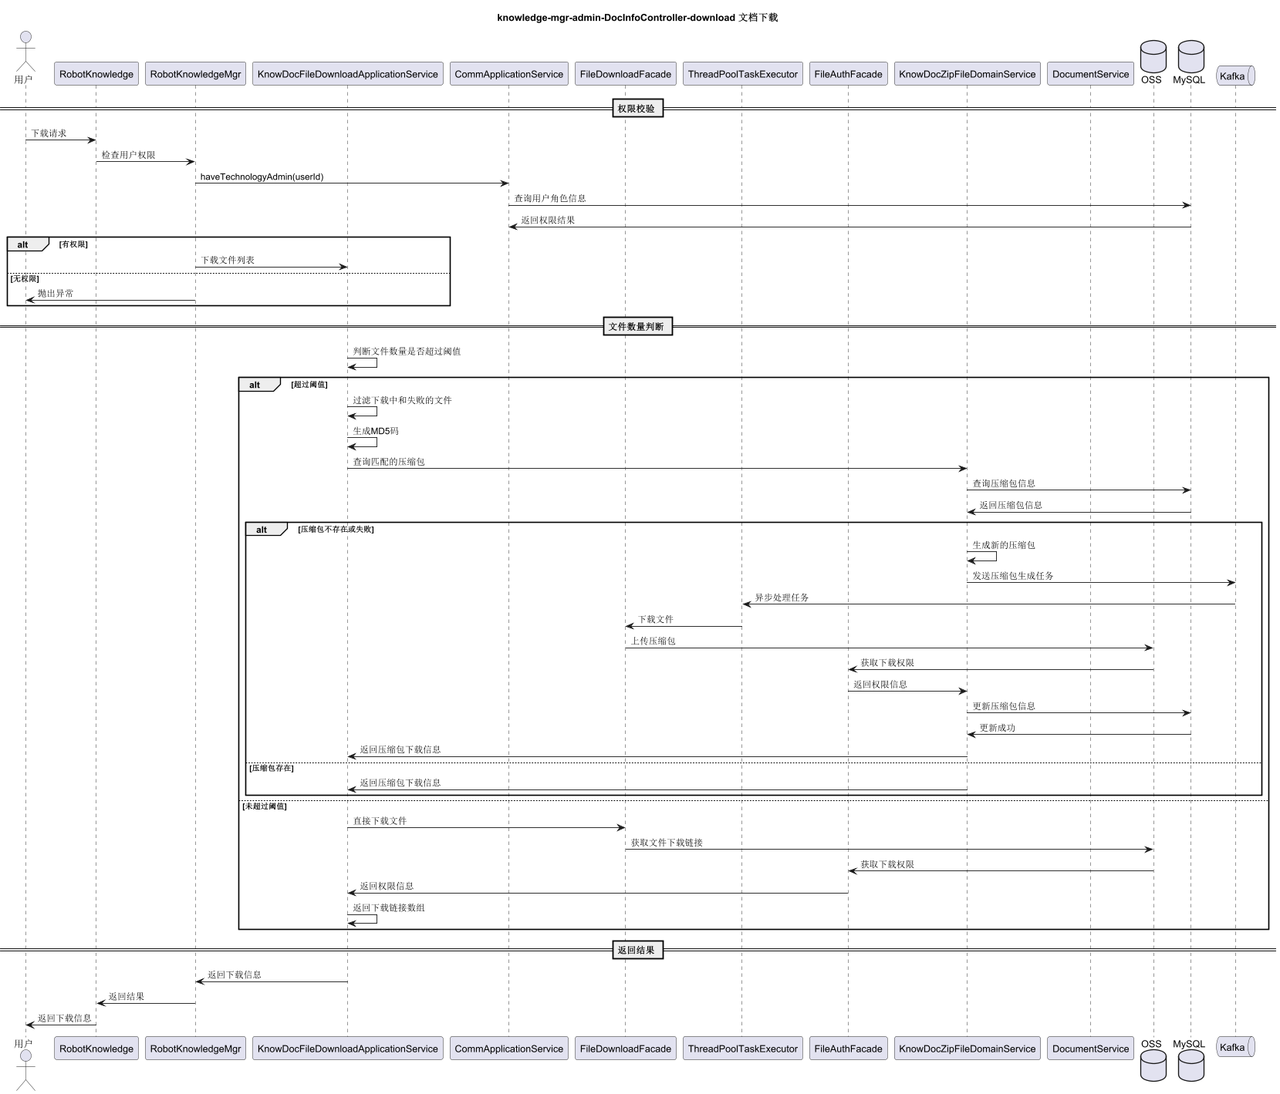 knowledge-mgr-admin-DocInfoController-download 文档下载
用户
RobotKnowledge
RobotKnowledgeMgr
KnowDocFileDownloadApplicationService
CommApplicationService
FileDownloadFacade
ThreadPoolTaskExecutor
FileAuthFacade
KnowDocZipFileDomainService
DocumentService
OSS
MySQL
Kafka
权限校验
下载请求
检查用户权限
haveTechnologyAdmin(userId)
查询用户角色信息
返回权限结果
alt [有权限]
下载文件列表
[无权限]
抛出异常
文件数量判断
判断文件数量是否超过阈值
alt [超过阈值]
过滤下载中和失败的文件
生成MD5码
查询匹配的压缩包
查询压缩包信息
返回压缩包信息
alt [压缩包不存在或失败]
生成新的压缩包
发送压缩包生成任务
异步处理任务
下载文件
上传压缩包
获取下载权限
返回权限信息
更新压缩包信息
更新成功
返回压缩包下载信息
[压缩包存在]
返回压缩包下载信息
[未超过阈值]
直接下载文件
获取文件下载链接
获取下载权限
返回权限信息
返回下载链接数组
返回结果
返回下载信息
返回结果
返回下载信息
用户
RobotKnowledge
RobotKnowledgeMgr
KnowDocFileDownloadApplicationService
CommApplicationService
FileDownloadFacade
ThreadPoolTaskExecutor
FileAuthFacade
KnowDocZipFileDomainService
DocumentService
OSS
MySQL
Kafka